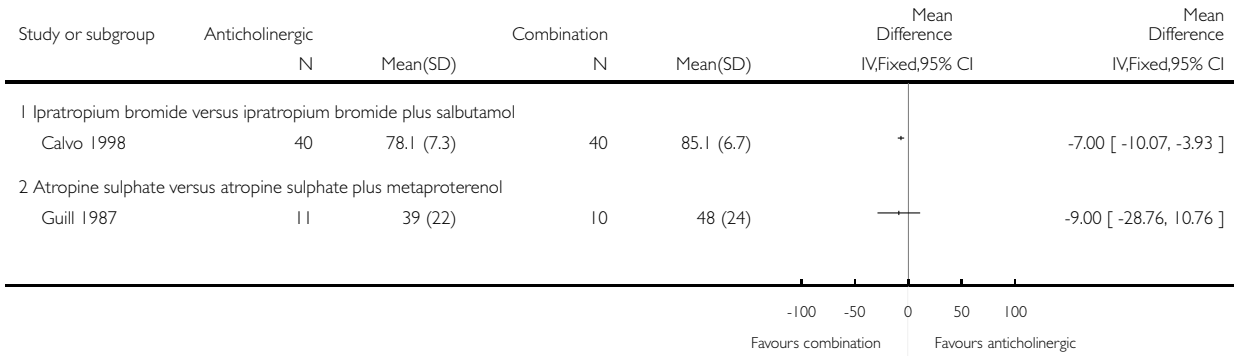 Study or subgroup Anticholinergic Combination Mean Difference Mean Difference
N Mean(SD) N Mean(SD) IV,Fixed,95% CI IV,Fixed,95% CI
1 Ipratropium bromide versus ipratropium bromide plus salbutamol
Calvo 1998 40 78.1 (7.3) 40 85.1 (6.7) -7.00 [ -10.07, -3.93 ]
2 Atropine sulphate versus atropine sulphate plus metaproterenol
Guill 1987 11 39 (22) 10 48 (24) -9.00 [ -28.76, 10.76 ]
-100 -50 0 50 100
Favours combination Favours anticholinergic